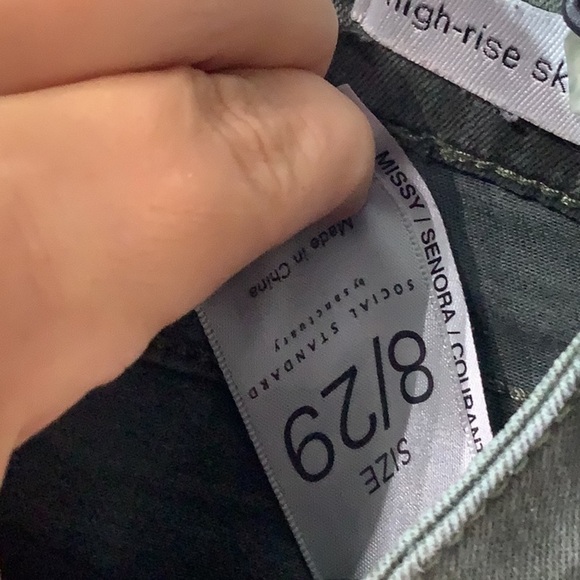 high-rise sk
MISSY / SENORA / COURANT
Made in China
SOCIAL STANDARD
by sanctuary
8/29
SIZE